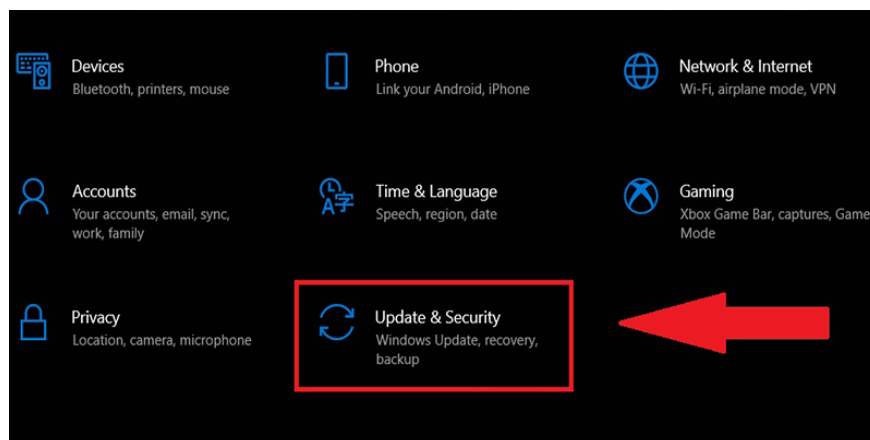 Devices
Bluetooth, printers, mouse
Phone
Link your Android, iPhone
Network & Internet
Wi-Fi, airplane mode, VPN
Accounts
Your accounts, email, sync,
work, family
Time & Language
Speech, region, date
Gaming
Xbox Game Bar, captures, Game
Mode
Privacy
Location, camera, microphone
Update & Security
Windows Update, recovery,
backup